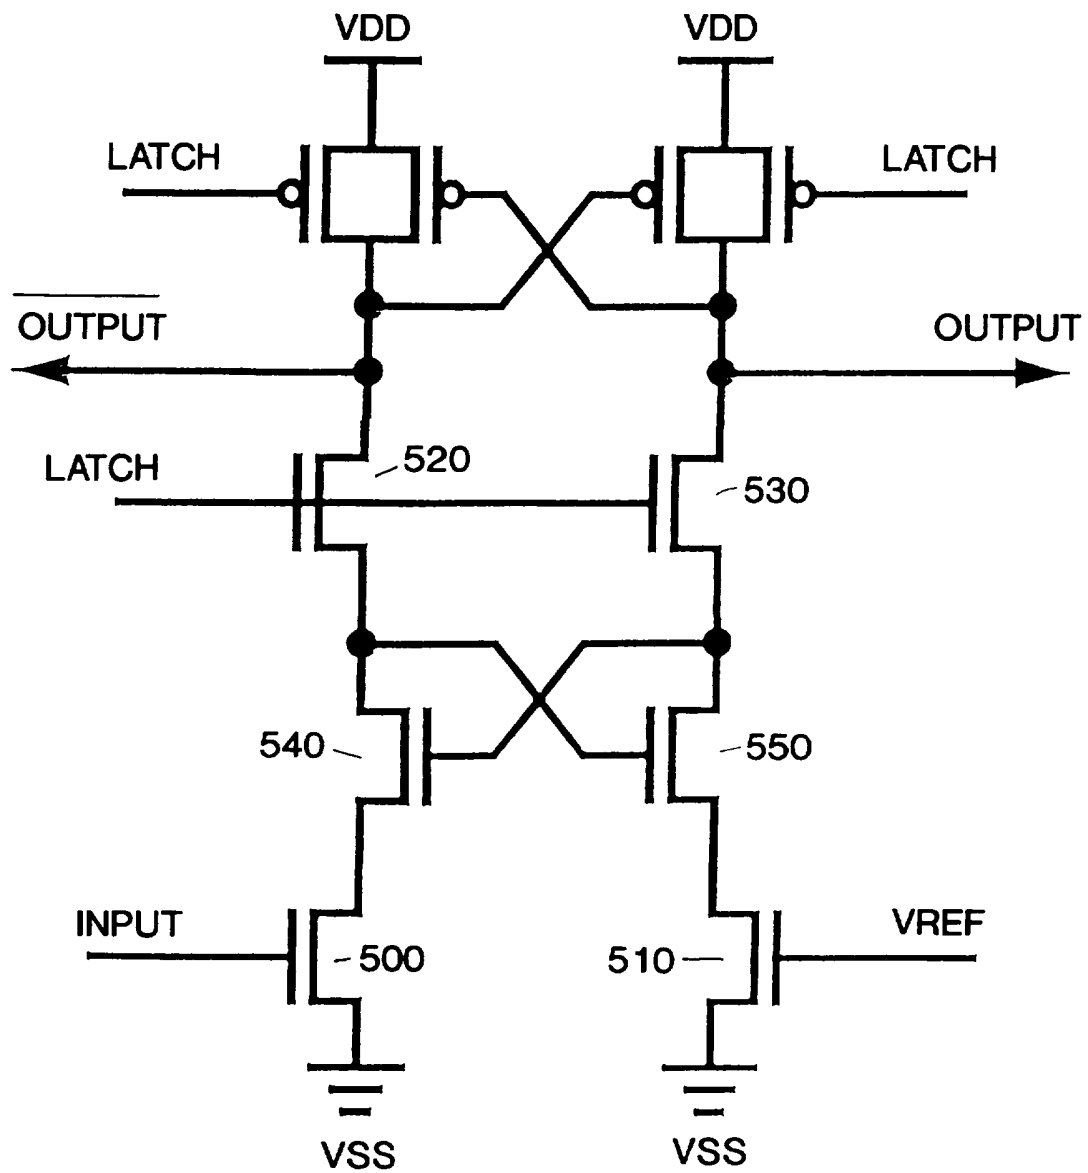 VDD
VDD
LATCH
LATCH
OUTPUT
OUTPUT
LATCH
520
530
540
550
INPUT
500
510
VREF
VSS
VSS